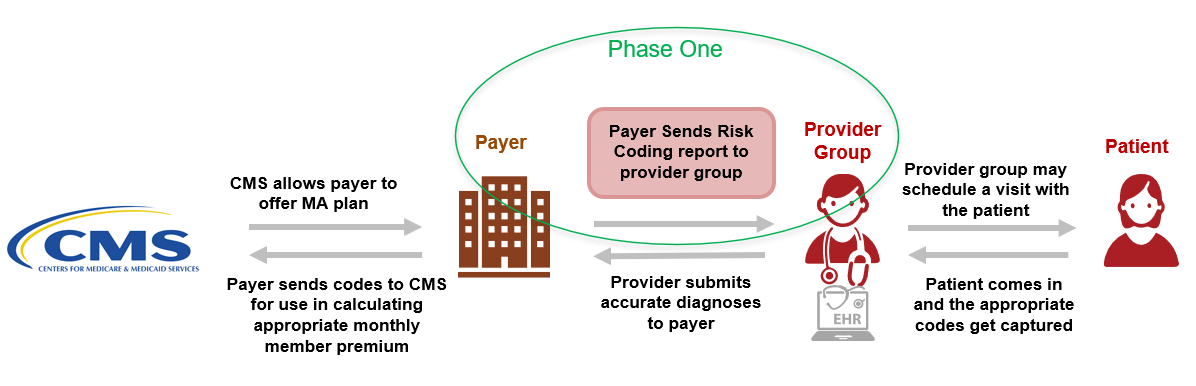 Phase One
Payer
Payer Sends Risk
Coding report to
provider group
Provider
Group
Patient
CMS allows payer to
offer MA plan
Provider group may
schedule a visit with
the patient
CMS
CENTERS FOR MEDICARE & MEDICAID SERVICES
Payer sends codes to CMS
for use in calculating
appropriate monthly
member premium
Provider submits
accurate diagnoses
to payer
EHR
Patient comes in
and the appropriate
codes get captured